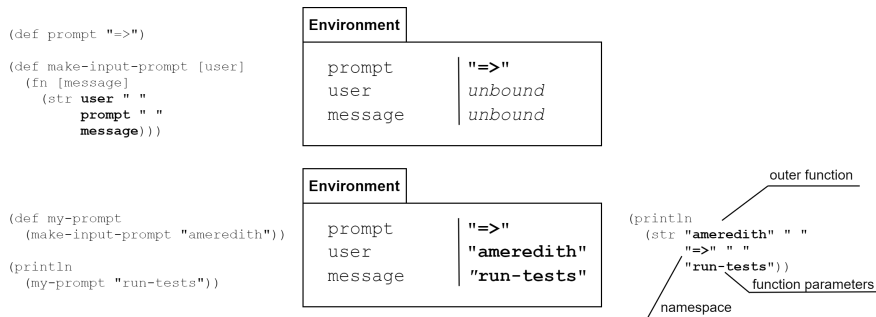 (def prompt "=>")
(def make-input-prompt [user]
(fn [message]
(str user " "
prompt " "
message)))
Environment
prompt "=>"
user unbound
message unbound
(def my-prompt
(make-input-prompt "ameredith"))
(println
(my-prompt "run-tests"))
Environment
prompt "=>"
user "ameredith"
message "run-tests"
outer function
(println
(str "ameredith" " "
"=>" " "
"run-tests"))
function parameters
namespace